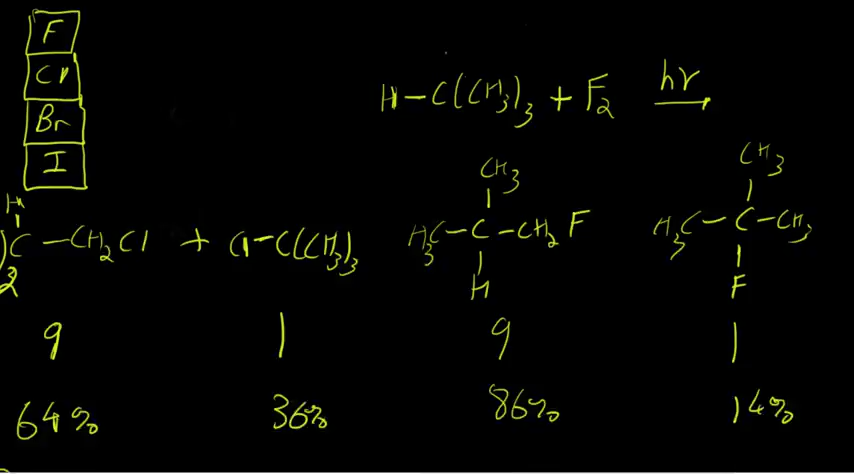 F
Cl
Br
I
H-C(CH3)3 + F2 hν
H
)2 C-CH2Cl + Cl-C(CH3)3
CH3
H3C-C-CH2F
H
CH3
H3C-C-CH3
F
9 1 9 1
64% 36% 86% 14%